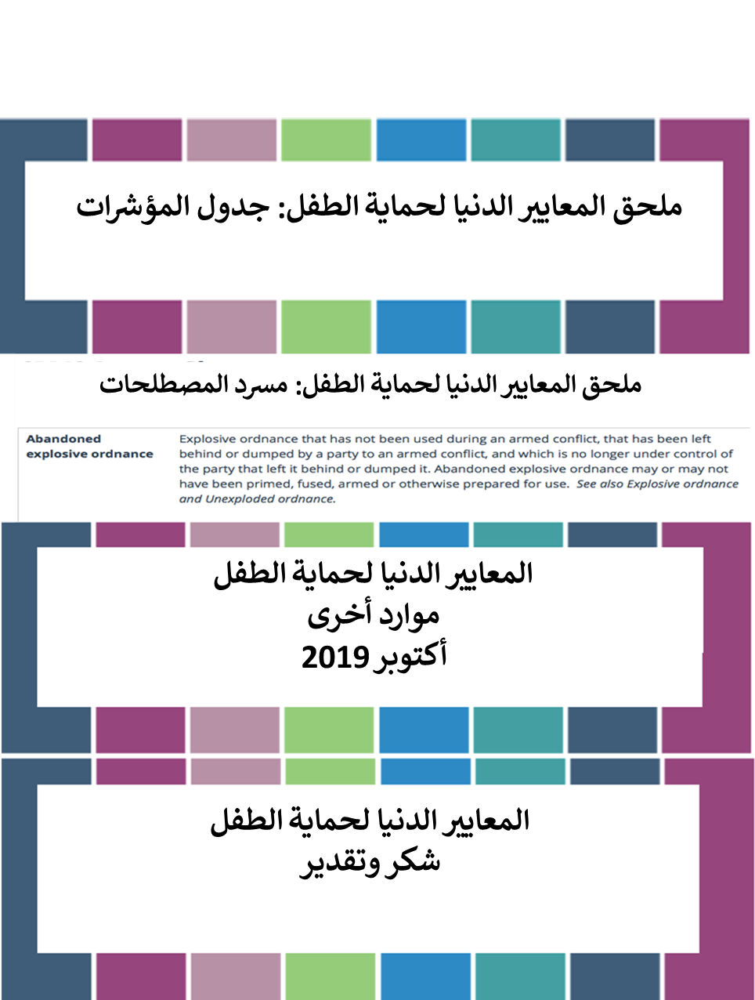 ملحق المعايير الدنيا لحماية الطفل: جدول المؤشرات
ملحق المعايير الدنيا لحماية الطفل: مسرد المصطلحات
Abandoned explosive ordnance
Explosive ordnance that has not been used during an armed conflict, that has been left
behind or dumped by a party to an armed conflict, and which is no longer under control of
the party that left it behind or dumped it. Abandoned explosive ordnance may or may not
have been primed, fused, armed or otherwise prepared for use. See also Explosive ordnance
and Unexploded ordnance.
المعايير الدنيا لحماية الطفل
موارد أخرى
أكتوبر 2019
المعايير الدنيا لحماية الطفل
شكر وتقدير